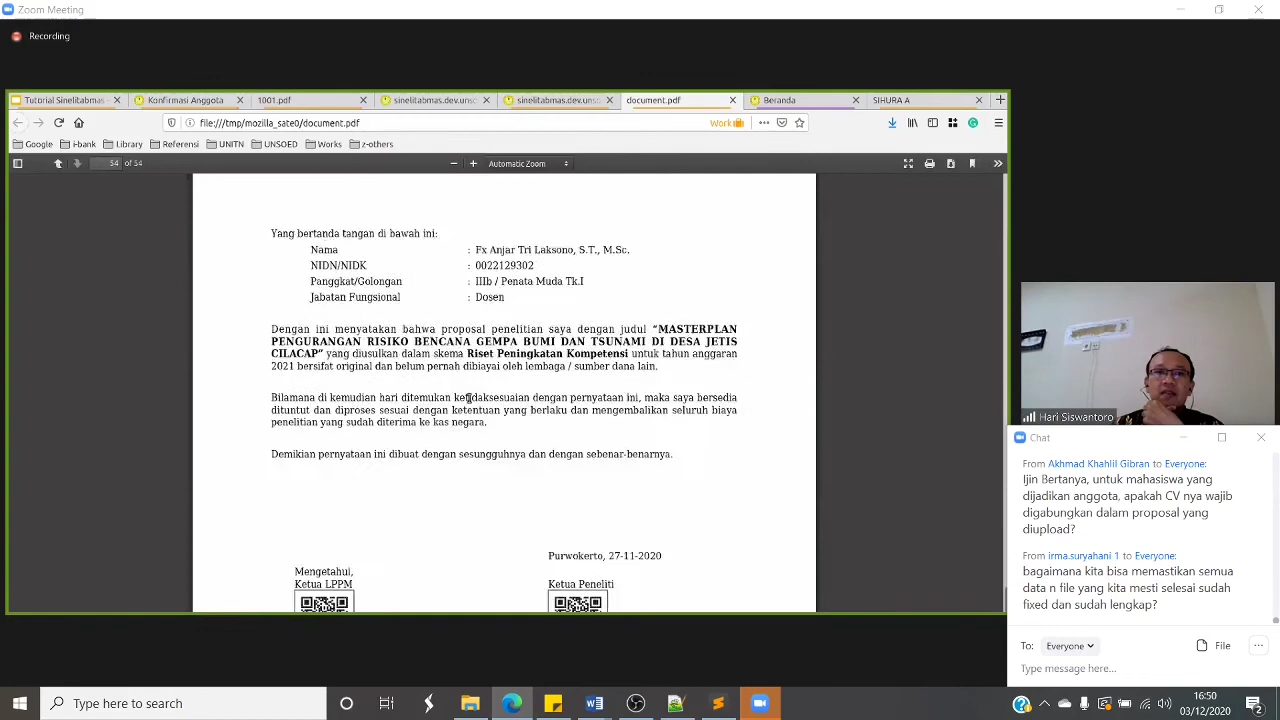 Zoom Meeting
Recording
Tutorial Sinelitabmas -
Konfirmasi Anggota
1001.pdf
sinelitabmas.dev.unso
sinelitabmas.dev.unso
document.pdf
Beranda
SIHURA A
file:///tmp/mozilla_sate0/document.pdf
Work
Google
i-bank
Library
Referensi
UNITN
UNSOED
Works
z-others
54 of 54
Automatic Zoom
Yang bertanda tangan di bawah ini:
Nama : Fx Anjar Tri Laksono, S.T., M.Sc.
NIDN/NIDK : 0022129302
Panggkat/Golongan : IIIb / Penata Muda Tk.I
Jabatan Fungsional : Dosen
Dengan ini menyatakan bahwa proposal penelitian saya dengan judul “MASTERPLAN
PENGURANGAN RISIKO BENCANA GEMPA BUMI DAN TSUNAMI DI DESA JETIS
CILACAP” yang diusulkan dalam skema Riset Peningkatan Kompetensi untuk tahun anggaran
2021 bersifat original dan belum pernah dibiayai oleh lembaga / sumber dana lain.
Bilamana di kemudian hari ditemukan ketidaksesuaian dengan pernyataan ini, maka saya bersedia
dituntut dan diproses sesuai dengan ketentuan yang berlaku dan mengembalikan seluruh biaya
penelitian yang sudah diterima ke kas negara.
Demikian pernyataan ini dibuat dengan sesungguhnya dan dengan sebenar-benarnya.
Purwokerto, 27-11-2020
Mengetahui,
Ketua LPPM
Ketua Peneliti
Hari Siswantoro
Chat
From Akhmad Khahlil Gibran to Everyone:
Ijin Bertanya, untuk mahasiswa yang
dijadikan anggota, apakah CV nya wajib
digabungkan dalam proposal yang
diupload?
From irma.suryahani 1 to Everyone:
bagaimana kita bisa memastikan semua
data n file yang kita mesti selesai sudah
fixed dan sudah lengkap?
To: Everyone
File
Type message here...
Type here to search
16:50
03/12/2020
2